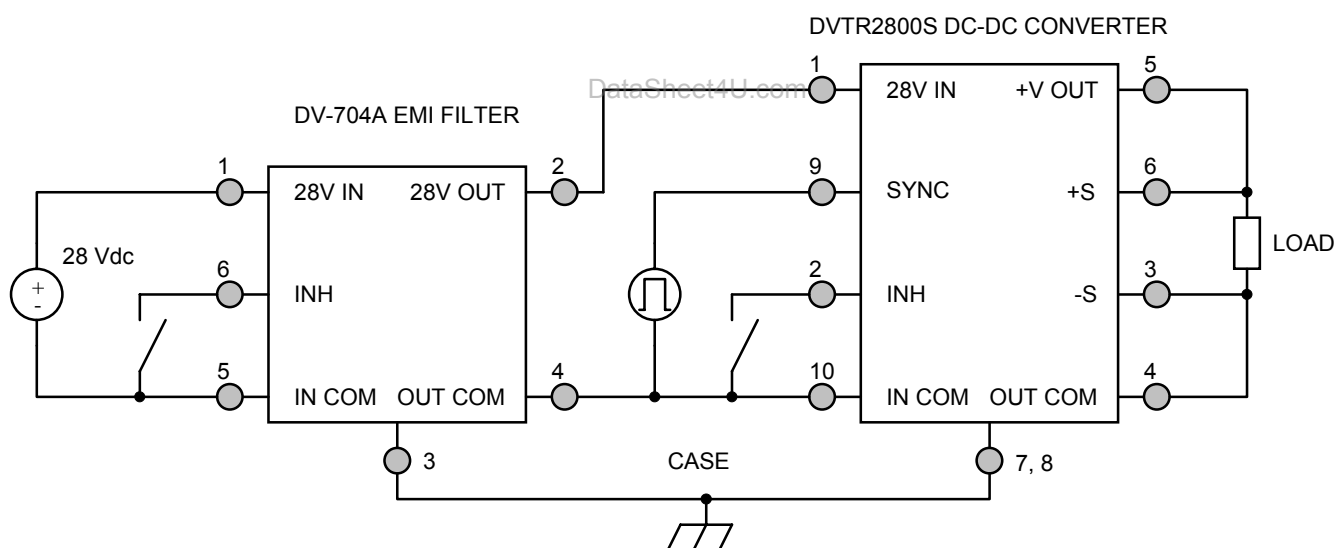 DVTR2800S DC-DC CONVERTER
1
5
DataSheet4U.com
28V IN
+V OUT
DV-704A EMI FILTER
1
2
9
6
28V IN
28V OUT
SYNC
+S
28 Vdc
LOAD
+
-
6
2
3
INH
INH
-S
5
4
10
4
IN COM
OUT COM
IN COM
OUT COM
3
CASE
7, 8